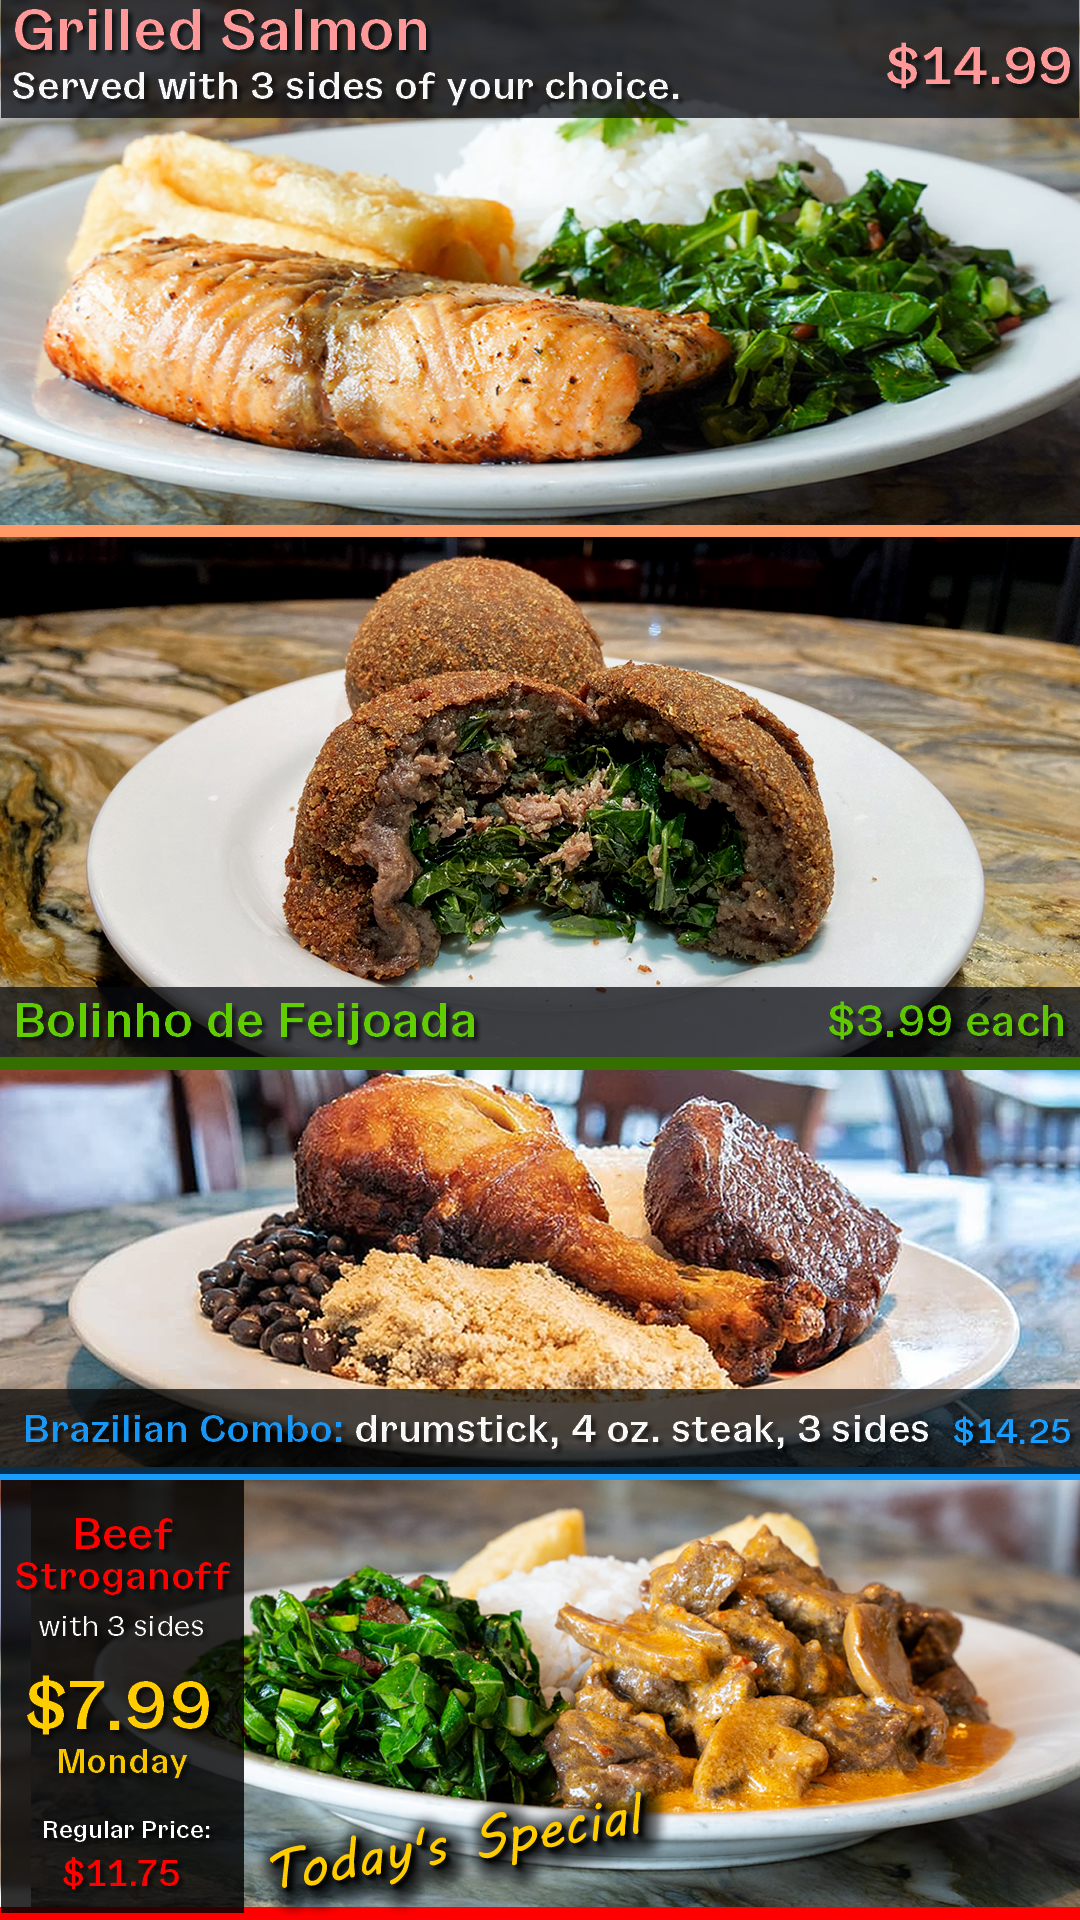 Grilled Salmon
Served with 3 sides of your choice.
$14.99
Bolinho de Feijoada
$3.99 each
Brazilian Combo: drumstick, 4 oz. steak, 3 sides $14.25
Beef
Stroganoff
with 3 sides
$7.99
Monday
Regular Price:
$11.75
Today's Special